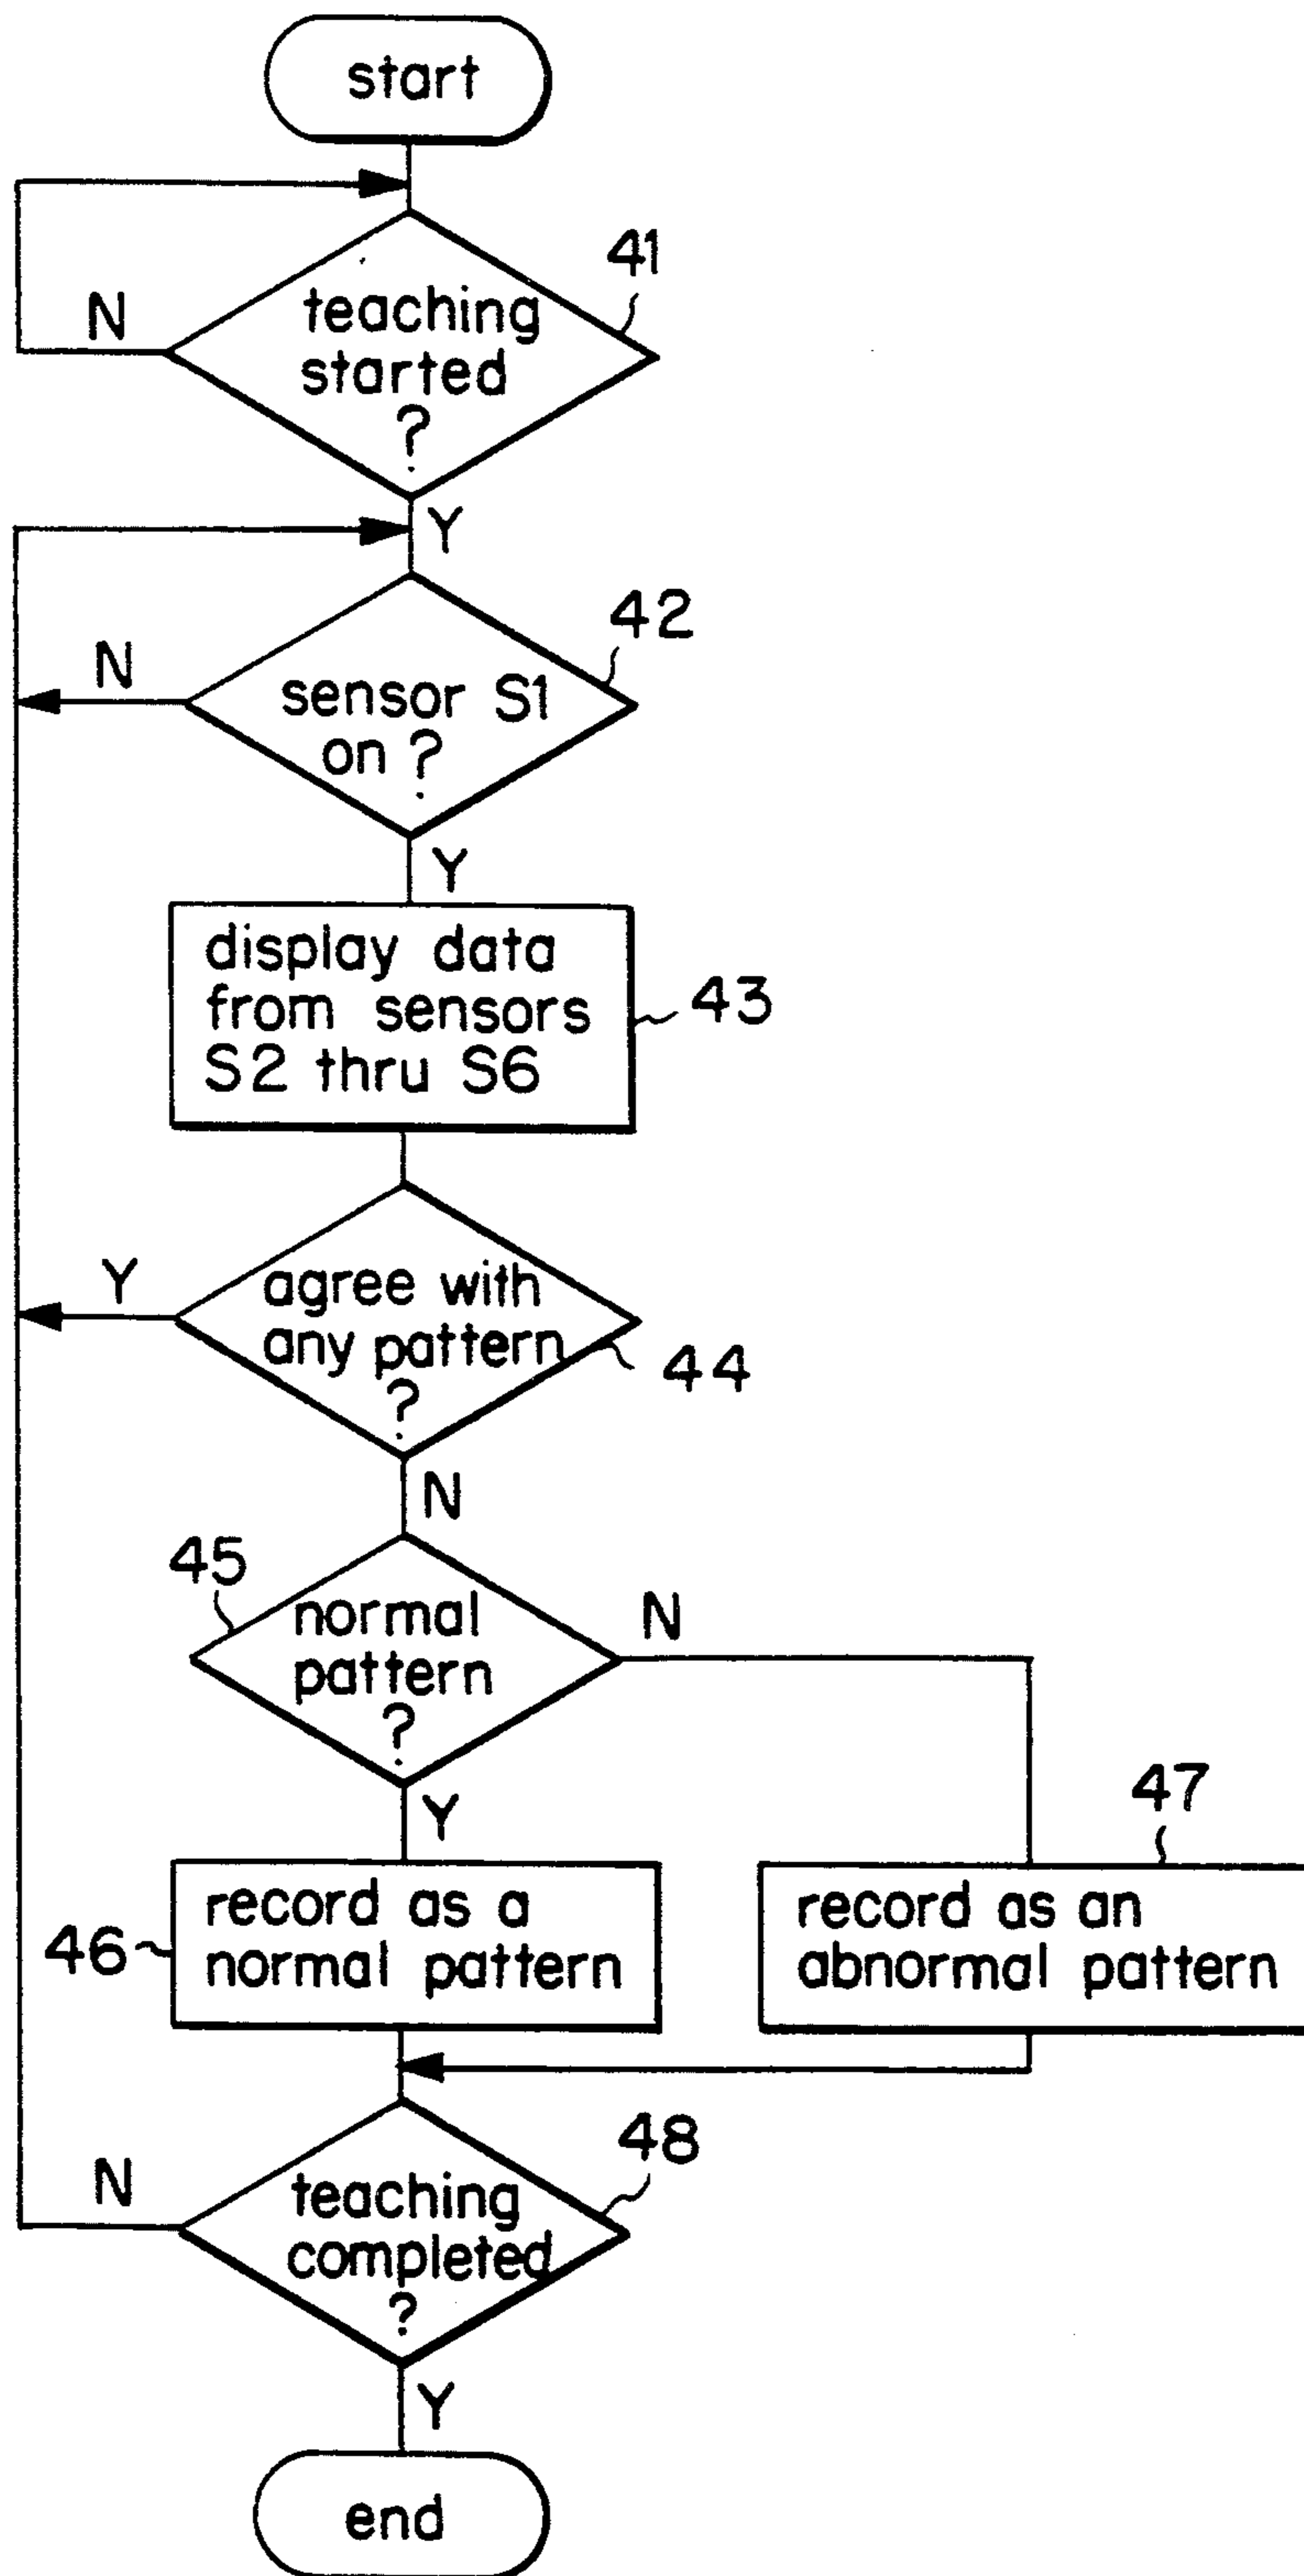 start
41
N
teaching
started
?
Y
42
N
sensor S1
on ?
Y
display data
from sensors
S2 thru S6
43
Y
agree with
any pattern
?
44
N
45
normal
pattern
?
N
Y
47
record as a
normal pattern
46
record as an
abnormal pattern
48
N
teaching
completed
?
Y
end